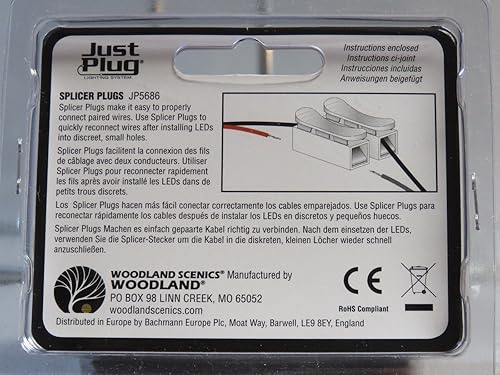 Just
Plug®
LIGHTING SYSTEM
Instructions enclosed
Instructions ci-joint
Instrucciones incluidas
Anweisungen beigefügt
SPLICER PLUGS JP5686
Splicer Plugs make it easy to properly
connect paired wires. Use Splicer Plugs to
quickly reconnect wires after installing LEDs
into discreet, small holes.
Splicer Plugs facilitent la connexion des fils
de câblage avec deux conducteurs. Utiliser
Splicer Plugs pour reconnecter rapidement
les fils après avoir installé les LEDs dans de
petits trous discrets.
Los Splicer Plugs hacen más fácil conectar correctamente los cables emparejados. Use Splicer Plugs para
reconectar rápidamente los cables después de instalar los LEDs en discretos y pequeños huecos.
Splicer Plugs Machen es einfach gepaarte Kabel richtig zu verbinden. Nach dem einsetzen der LEDs,
verwenden Sie die Splicer-Stecker um die Kabel in die diskreten, kleinen Löcher wieder schnell
anzuschließen.
WOODLAND SCENICS® Manufactured by
WOODLAND®
PO BOX 98 LINN CREEK, MO 65052
woodlandscenics.com
CE
RoHS Compliant
Distributed in Europe by Bachmann Europe Plc, Moat Way, Barwell, LE9 8EY, England